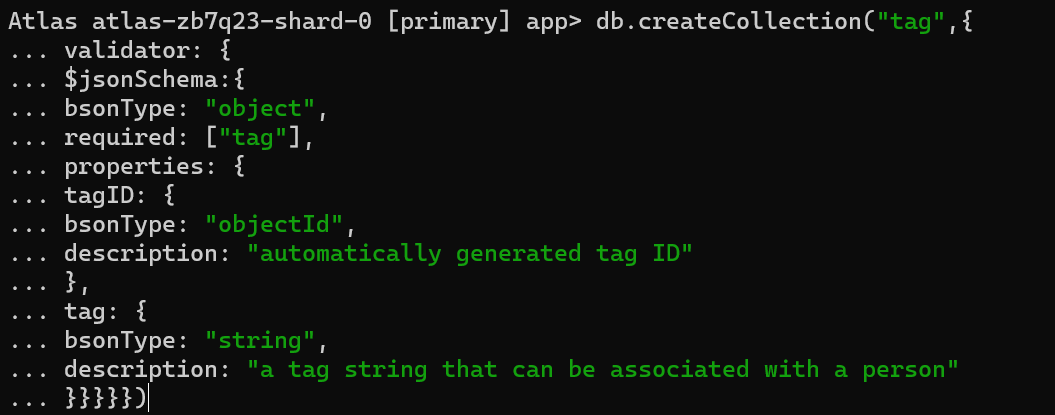 Atlas atlas-zb7q23-shard-0 [primary] app> db.createCollection("tag",{
... validator: {
... $jsonSchema:{
... bsonType: "object",
... required: ["tag"],
... properties: {
... tagID: {
... bsonType: "objectId",
... description: "automatically generated tag ID"
... },
... tag: {
... bsonType: "string",
... description: "a tag string that can be associated with a person"
... }}}}})